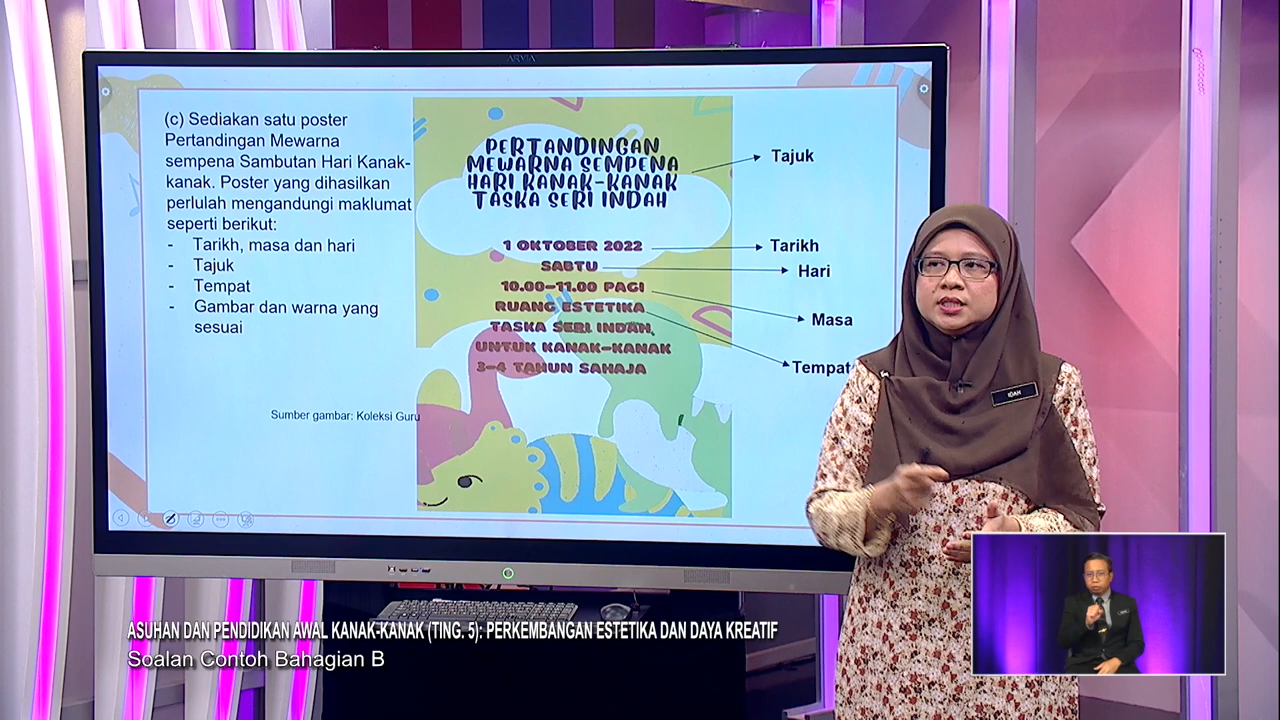 ARVIA
(c) Sediakan satu poster
Pertandingan Mewarna
sempena Sambutan Hari Kanak-
kanak. Poster yang dihasilkan
perlulah mengandungi maklumat
seperti berikut:
- Tarikh, masa dan hari
- Tajuk
- Tempat
- Gambar dan warna yang
sesuai
Sumber gambar: Koleksi Guru
PERTANDINGAN
MEWARNA SEMPENA
HARI KANAK-KANAK
TASKA SERI INDAH
1 OKTOBER 2022
SABTU
10.00-11.00 PAGI
RUANG ESTETIKA
TASKA SERI INDAH,
UNTUK KANAK-KANAK
3-4 TAHUN SAHAJA
Tajuk
Tarikh
Hari
Masa
Tempat
IDAH
ASUHAN DAN PENDIDIKAN AWAL KANAK-KANAK (TING. 5): PERKEMBANGAN ESTETIKA DAN DAYA KREATIF
Soalan Contoh Bahagian B